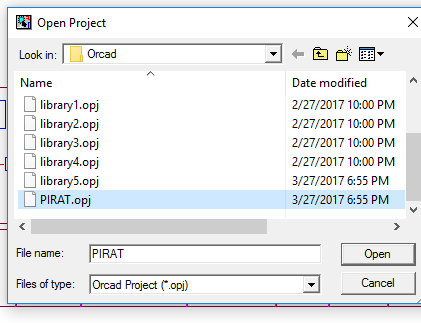 Open Project
Look in: Orcad
Name Date modified
library1.opj 2/27/2017 10:00 PM
library2.opj 2/27/2017 10:00 PM
library3.opj 2/27/2017 10:00 PM
library4.opj 2/27/2017 10:00 PM
library5.opj 3/27/2017 6:55 PM
PIRAT.opj 3/27/2017 6:55 PM
File name: PIRAT Open
Files of type: Orcad Project (*.opj) Cancel